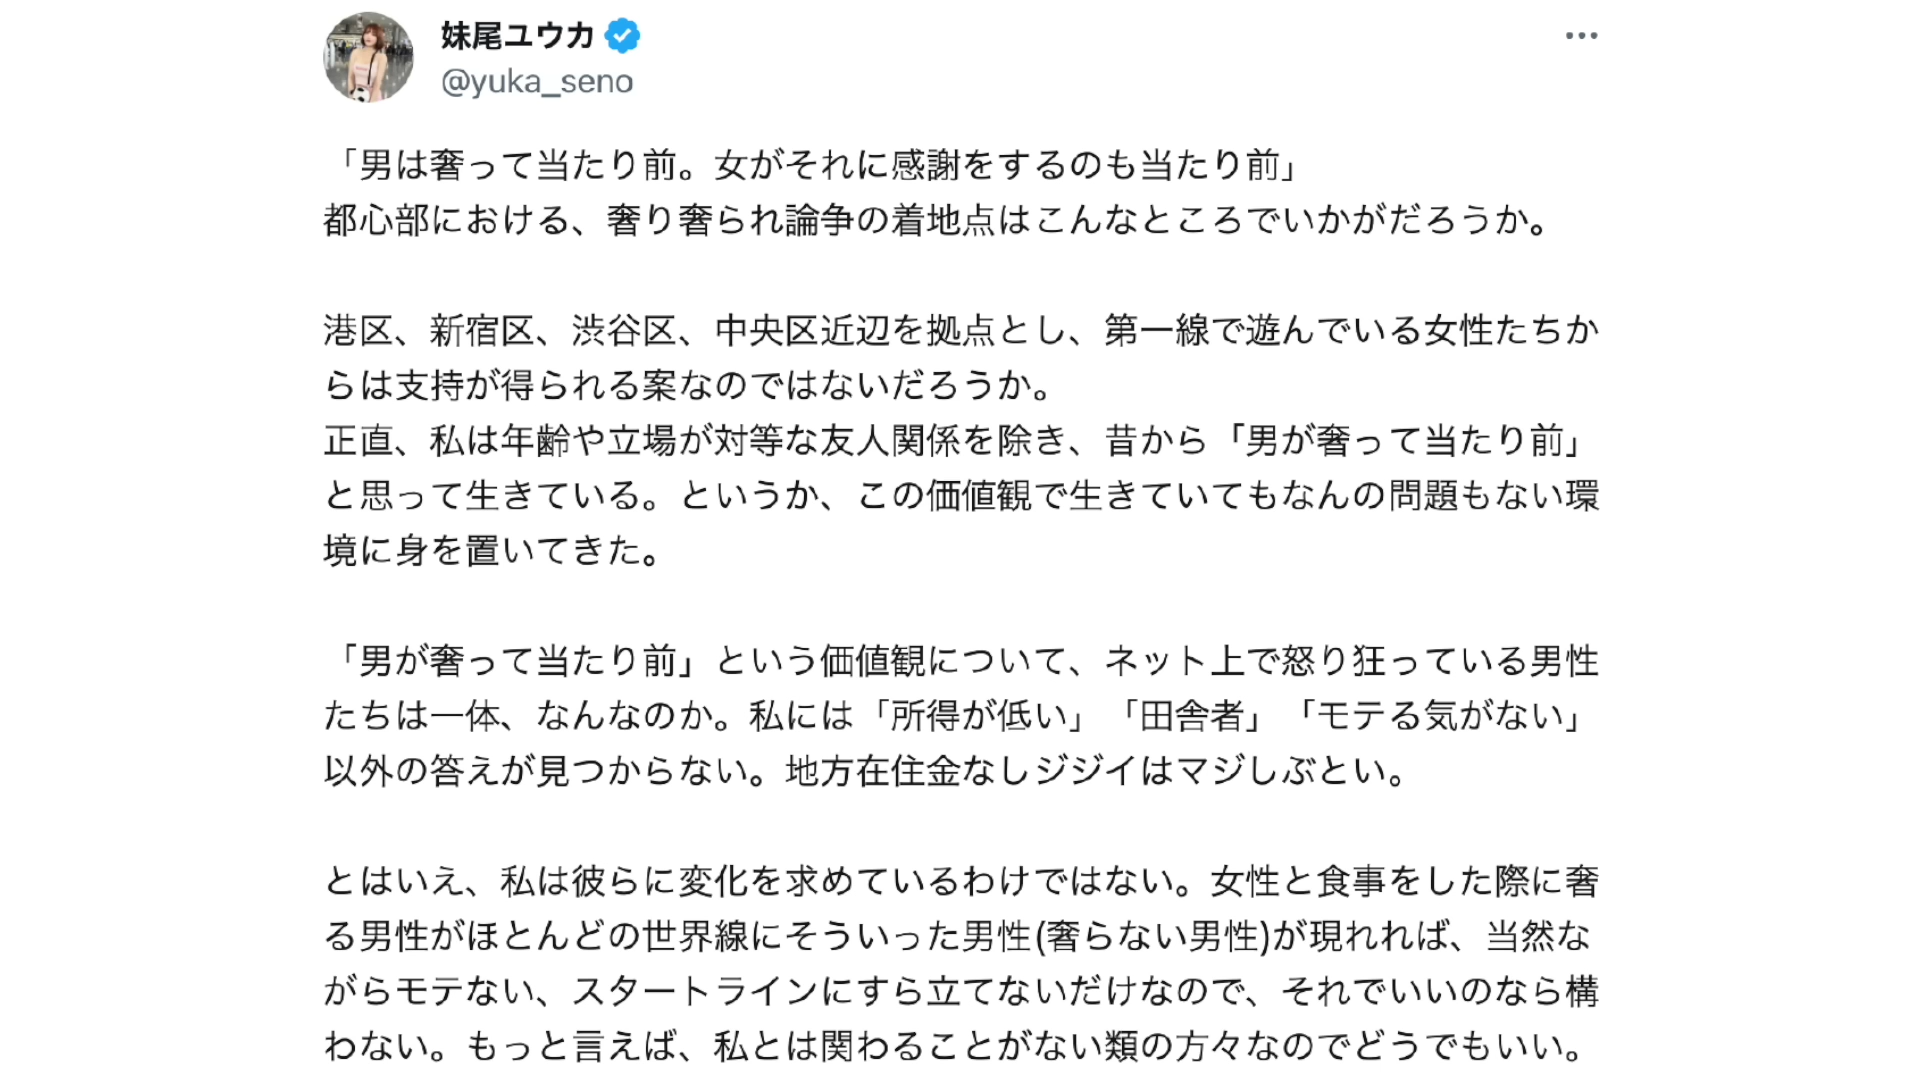 妹尾ユウカ
@yuka_seno
「男は奢って当たり前。女がそれに感謝をするのも当たり前」
都心部における、奢り奢られ論争の着地点はこんなところでいかがだろうか。
港区、新宿区、渋谷区、中央区近辺を拠点とし、第一線で遊んでいる女性たちか
らは支持が得られる案なのではないだろうか。
正直、私は年齢や立場が対等な友人関係を除き、昔から「男が奢って当たり前」
と思って生きている。というか、この価値観で生きていてもなんの問題もない環
境に身を置いてきた。
「男が奢って当たり前」という価値観について、ネット上で怒り狂っている男性
たちは一体、なんなのか。私には「所得が低い」「田舎者」「モテる気がない」
以外の答えが見つからない。地方在住金なしジジイはマジしぶとい。
とはいえ、私は彼らに変化を求めているわけではない。女性と食事をした際に奢
る男性がほとんどの世界線にそういった男性(奢らない男性)が現れれば、当然な
がらモテない、スタートラインにすら立てないだけなので、それでいいのなら構
わない。もっと言えば、私とは関わることがない類の方々なのでどうでもいい。